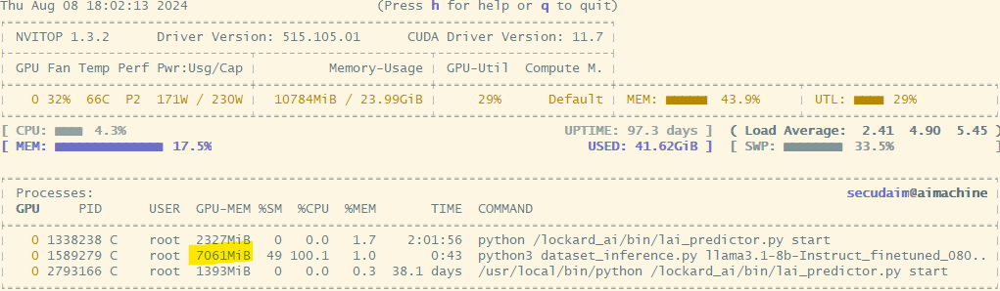 Thu Aug 08 18:02:13 2024 (Press h for help or q to quit)
NVITOP 1.3.2 Driver Version: 515.105.01 CUDA Driver Version: 11.7
GPU Fan Temp Perf Pwr:Usg/Cap Memory-Usage GPU-Util Compute M.
0 32% 66C P2 171W / 230W 10784MiB / 23.99GiB 29% Default MEM: 43.9% UTL: 29%
[ CPU: 4.3% UPTIME: 97.3 days ] ( Load Average: 2.41 4.90 5.45 )
[ MEM: 17.5% USED: 41.62GiB ] [ SWP: 33.5% ]
Processes: secudaim@aimachine
GPU PID USER GPU-MEM %SM %CPU %MEM TIME COMMAND
0 1338238 C root 2327MiB 0 0.0 1.7 2:01:56 python /lockard_ai/bin/lai_predictor.py start
0 1589279 C root 7061MiB 49 100.1 1.0 0:43 python3 dataset_inference.py llama3.1-8b-Instruct_finetuned_080..
0 2793166 C root 1393MiB 0 0.0 0.3 38.1 days /usr/local/bin/python /lockard_ai/bin/lai_predictor.py start